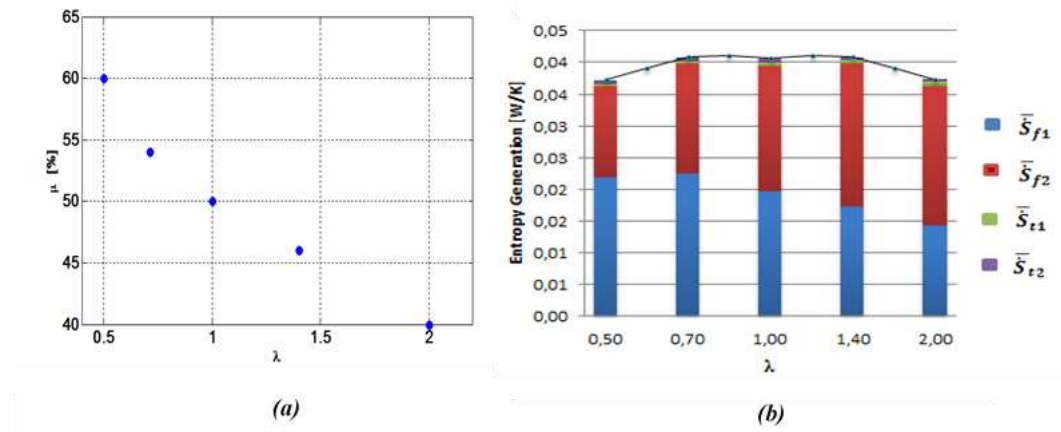 65
60
55
50
45
40
μ [%]
0.5
1
1.5
2
λ
(a)
0,05
0,04
0,04
0,03
0,03
0,02
0,02
0,01
0,01
0,00
Entropy Generation [W/K]
0,50
0,70
1,00
1,40
2,00
λ
S̄̇f1
S̄̇f2
S̄̇t1
S̄̇t2
(b)